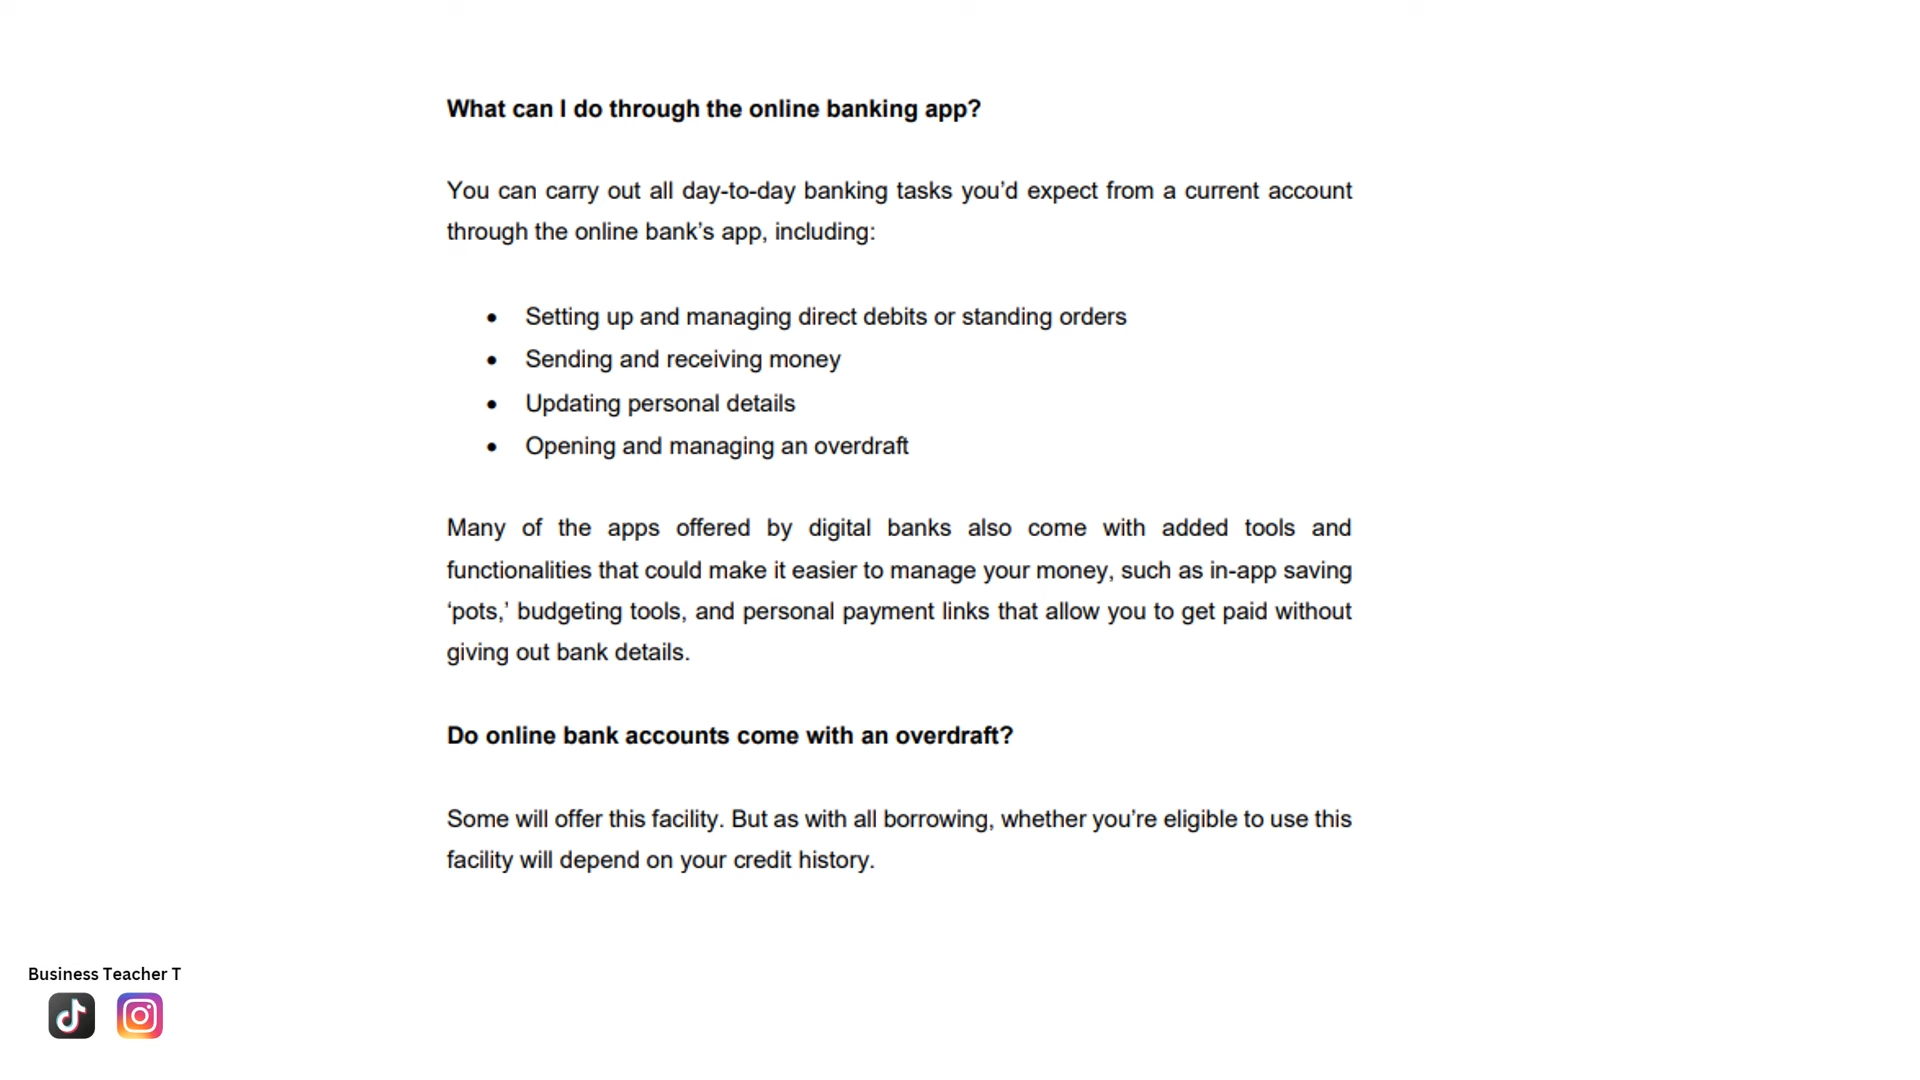 What can I do through the online banking app?
You can carry out all day-to-day banking tasks you’d expect from a current account
through the online bank’s app, including:
• Setting up and managing direct debits or standing orders
• Sending and receiving money
• Updating personal details
• Opening and managing an overdraft
Many of the apps offered by digital banks also come with added tools and
functionalities that could make it easier to manage your money, such as in-app saving
‘pots,’ budgeting tools, and personal payment links that allow you to get paid without
giving out bank details.
Do online bank accounts come with an overdraft?
Some will offer this facility. But as with all borrowing, whether you’re eligible to use this
facility will depend on your credit history.
Business Teacher T